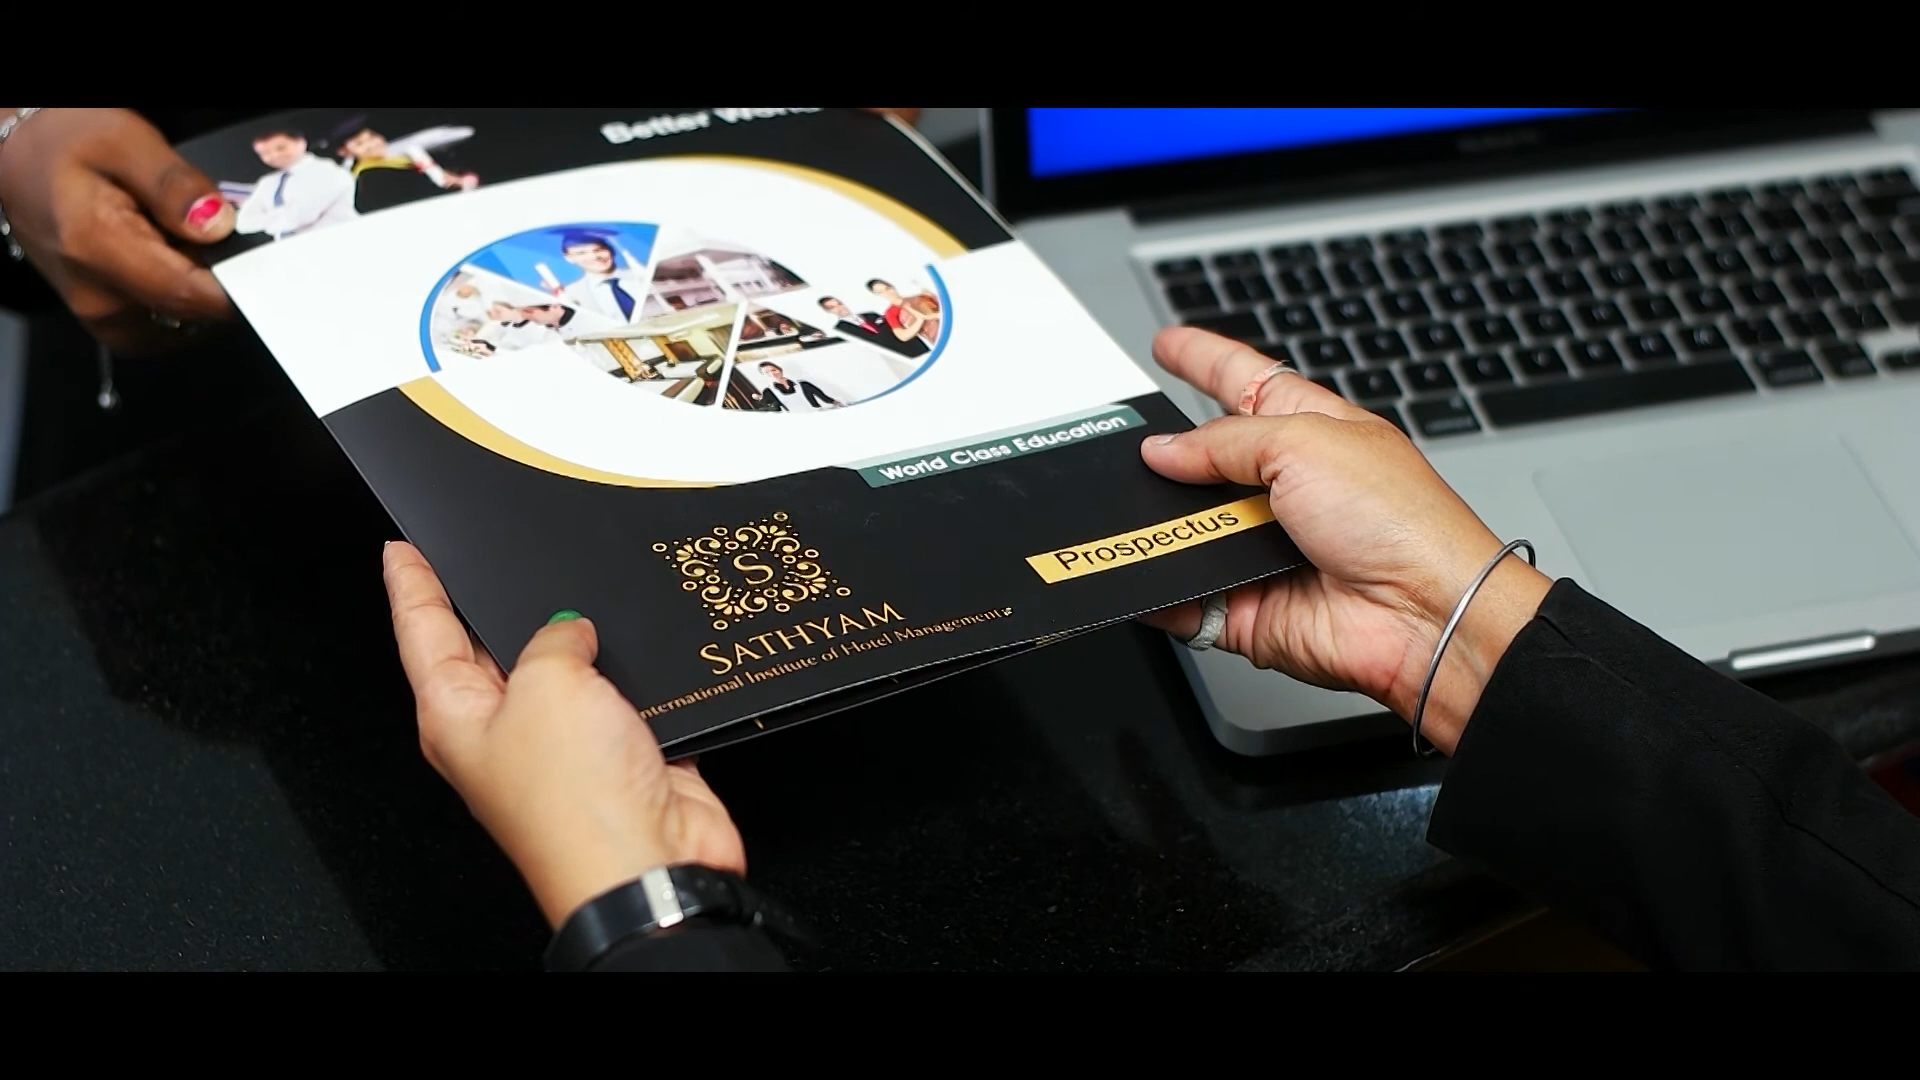 Better World
World Class Education
Prospectus
S
SATHYAM
International Institute of Hotel Management